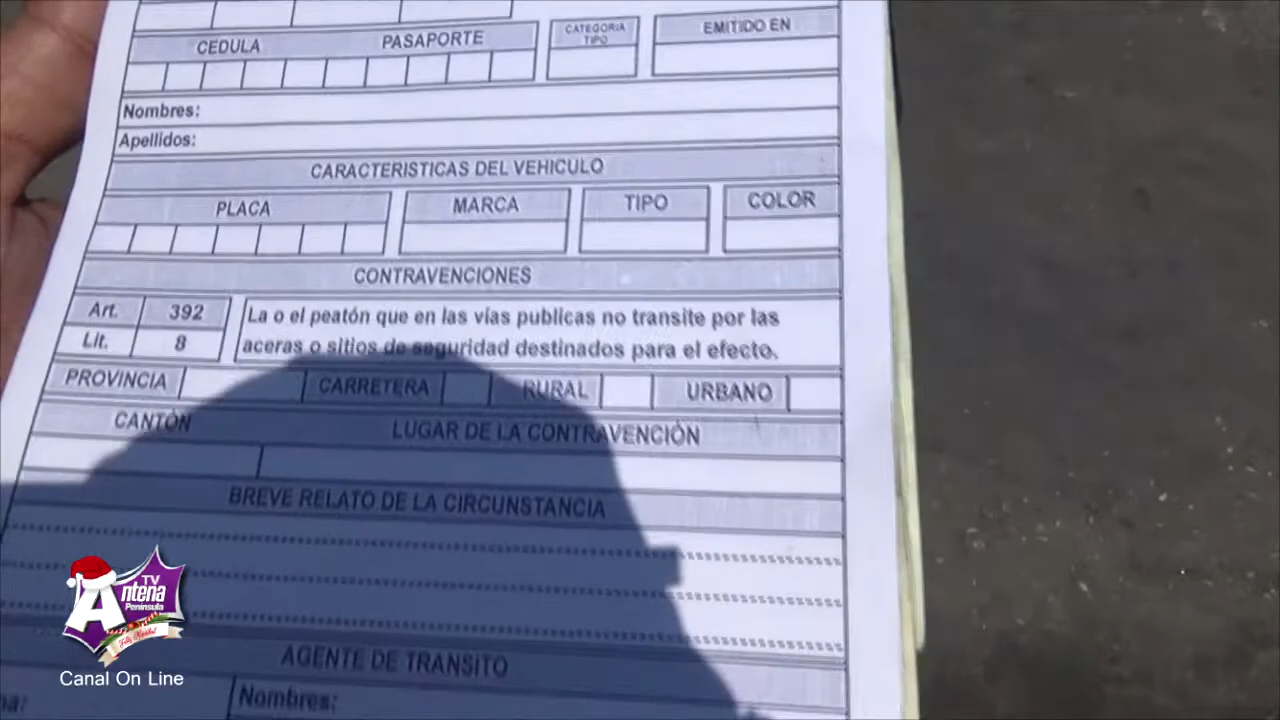 CEDULA PASAPORTE CATEGORIA TIPO EMITIDO EN
Nombres:
Apellidos:
CARACTERISTICAS DEL VEHICULO
PLACA MARCA TIPO COLOR
CONTRAVENCIONES
Art. 392 La o el peatón que en las vías publicas no transite por las
Lit. 8 aceras o sitios de seguridad destinados para el efecto.
PROVINCIA CARRETERA RURAL URBANO
CANTÓN LUGAR DE LA CONTRAVENCIÓN
BREVE RELATO DE LA CIRCUNSTANCIA
AGENTE DE TRANSITO
Nombres:
TV
Antena
Península
Feliz Navidad
Canal On Line